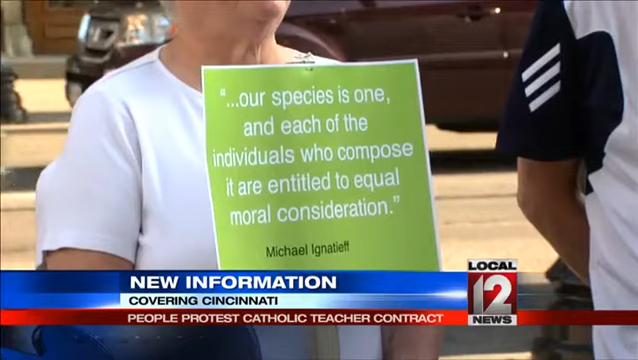 “...our species is one,
and each of the
individuals who compose
it are entitled to equal
moral consideration.”
Michael Ignatieff
NEW INFORMATION
COVERING CINCINNATI
PEOPLE PROTEST CATHOLIC TEACHER CONTRACT
LOCAL
12
NEWS